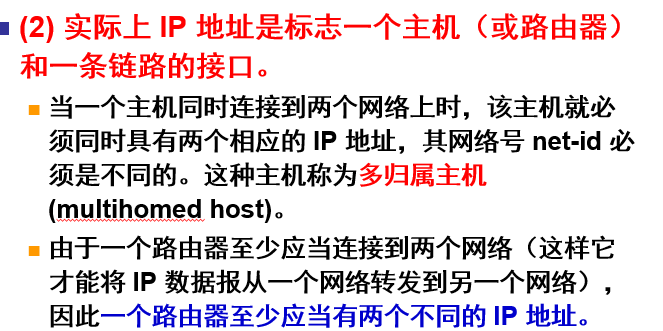 (2) 实际上 IP 地址是标志一个主机（或路由器）
和一条链路的接口。
当一个主机同时连接到两个网络上时，该主机就必
须同时具有两个相应的 IP 地址，其网络号 net-id 必
须是不同的。这种主机称为多归属主机
(multihomed host)。
由于一个路由器至少应当连接到两个网络（这样它
才能将 IP 数据报从一个网络转发到另一个网络），
因此一个路由器至少应当有两个不同的 IP 地址。